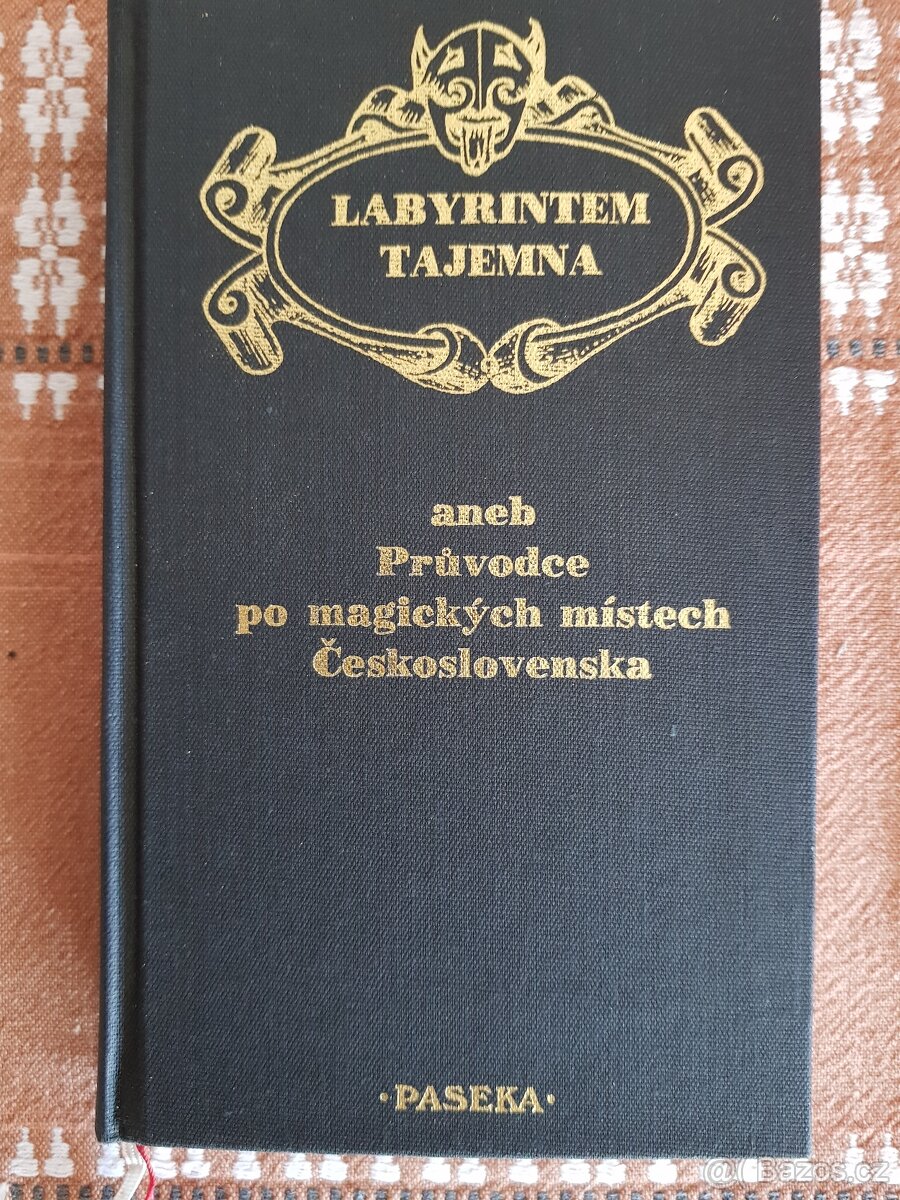 LABYRINTEM
TAJEMNA
aneb
Průvodce
po magických místech
Československa
·PASEKA·
@ Bazos.cz